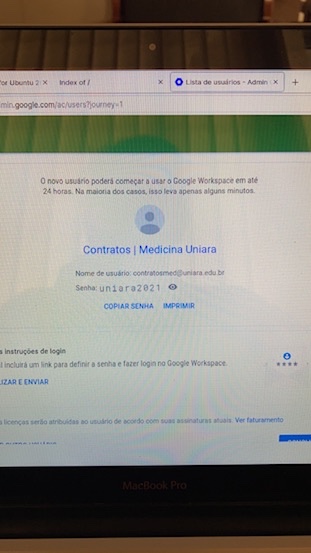 for Ubuntu 2 × Index of / × Lista de usuários - Admin × +
min.google.com/ac/users?journey=1
O novo usuário poderá começar a usar o Google Workspace em até
24 horas. Na maioria dos casos, isso leva apenas alguns minutos.
Contratos | Medicina Uniara
Nome de usuário: contratosmed@uniara.edu.br
Senha: uniara2021
COPIAR SENHA IMPRIMIR
s instruções de login
l incluirá um link para definir a senha e fazer login no Google Workspace.
****
IZAR E ENVIAR
s licenças serão atribuídas ao usuário de acordo com suas assinaturas atuais. Ver faturamento
MacBook Pro